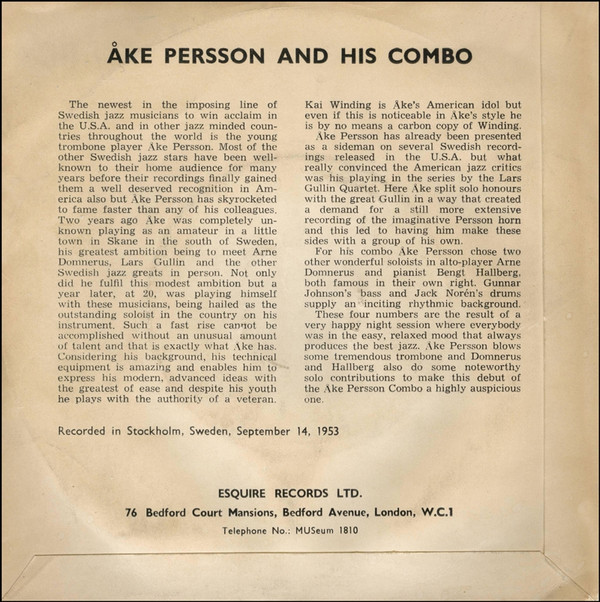 ÅKE PERSSON AND HIS COMBO
The newest in the imposing line of
Swedish jazz musicians to win acclaim in
the U.S.A. and in other jazz minded coun-
tries throughout the world is the young
trombone player Åke Persson. Most of the
other Swedish jazz stars have been well-
known to their home audience for many
years before their recordings finally gained
them a well deserved recognition in Am-
erica also but Åke Persson has skyrocketed
to fame faster than any of his colleagues.
Two years ago Åke was completely un-
known playing as an amateur in a little
town in Skane in the south of Sweden,
his greatest ambition being to meet Arne
Domnerus, Lars Gullin and the other
Swedish jazz greats in person. Not only
did he fulfil this modest ambition but a
year later, at 20, was playing himself
with these musicians, being hailed as the
outstanding soloist in the country on his
instrument. Such a fast rise cannot be
accomplished without an unusual amount
of talent and that is exactly what Åke has.
Considering his background, his technical
equipment is amazing and enables him to
express his modern, advanced ideas with
the greatest of ease and despite his youth
he plays with the authority of a veteran.
Kai Winding is Åke's American idol but
even if this is noticeable in Åke's style he
is by no means a carbon copy of Winding.
Åke Persson has already been presented
as a sideman on several Swedish record-
ings released in the U.S.A. but what
really convinced the American jazz critics
was his playing in the series by the Lars
Gullin Quartet. Here Åke split solo honours
with the great Gullin in a way that created
a demand for a still more extensive
recording of the imaginative Persson horn
and this led to having him make these
sides with a group of his own.
For his combo Åke Persson chose two
other wonderful soloists in alto-player Arne
Domnerus and pianist Bengt Hallberg,
both famous in their own right. Gunnar
Johnson's bass and Jack Norén's drums
supply an inciting rhythmic background.
These four numbers are the result of a
very happy night session where everybody
was in the easy, relaxed mood that always
produces the best jazz. Åke Persson blows
some tremendous trombone and Domnerus
and Hallberg also do some noteworthy
solo contributions to make this debut of
the Åke Persson Combo a highly auspicious
one.
Recorded in Stockholm, Sweden, September 14, 1953
ESQUIRE RECORDS LTD.
76 Bedford Court Mansions, Bedford Avenue, London, W.C.1
Telephone No.: MUSeum 1810